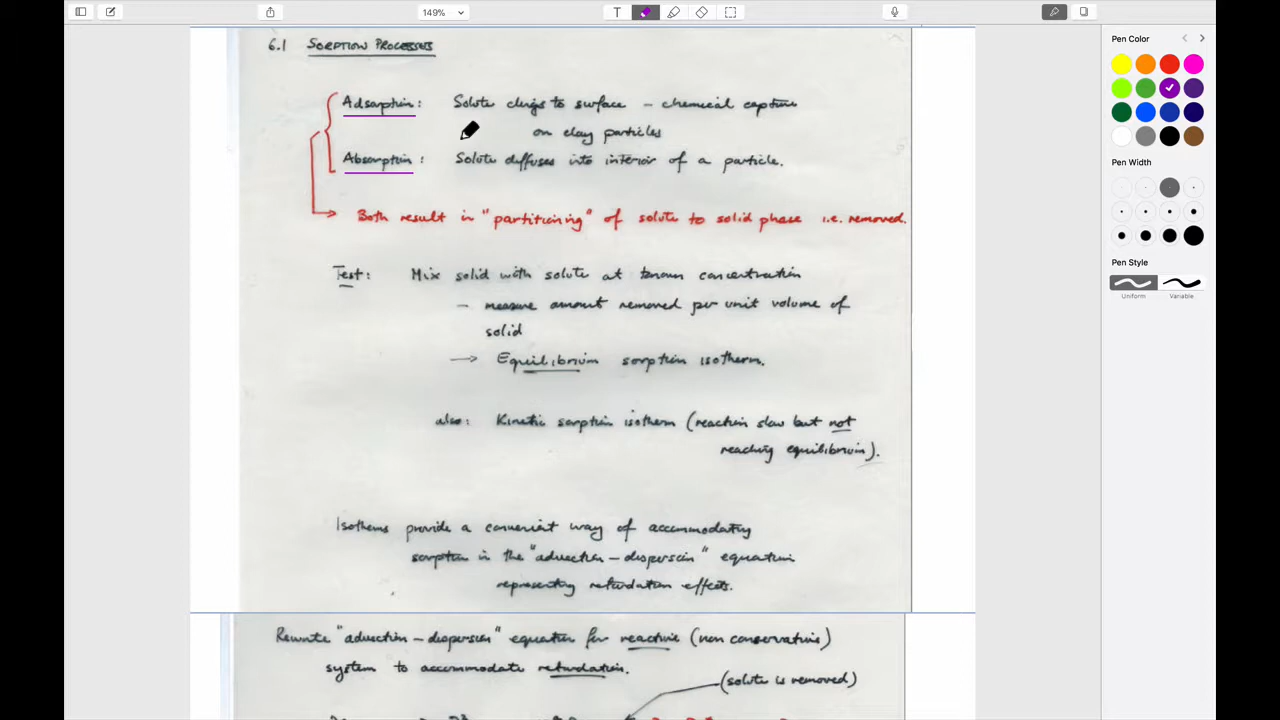 149%
T
6.1 SORPTION PROCESSES
Adsorption: Solute clings to surface - chemical capture
on clay particles
Absorption: Solute diffuses into interior of a particle.
Both result in "partitioning" of solute to solid phase i.e. removed.
Test: Mix solid with solute at known concentration
- measure amount removed per unit volume of
solid
→ Equilibrium sorption isotherm.
also: Kinetic sorption isotherm (reaction slow but not
reaching equilibrium).
Isotherms provide a convenient way of accommodating
sorption in the "advection - dispersion" equation
representing retardation effects.
Rewrite "advection - dispersion" equation for reactive (non conservative)
system to accommodate retardation.
(solute is removed)
Pen Color
Pen Width
Pen Style
Uniform Variable